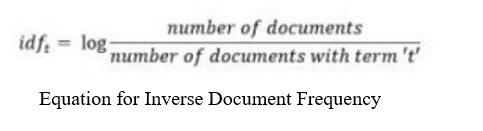 number of documents
idfₜ = log
number of documents with term 't'
Equation for Inverse Document Frequency